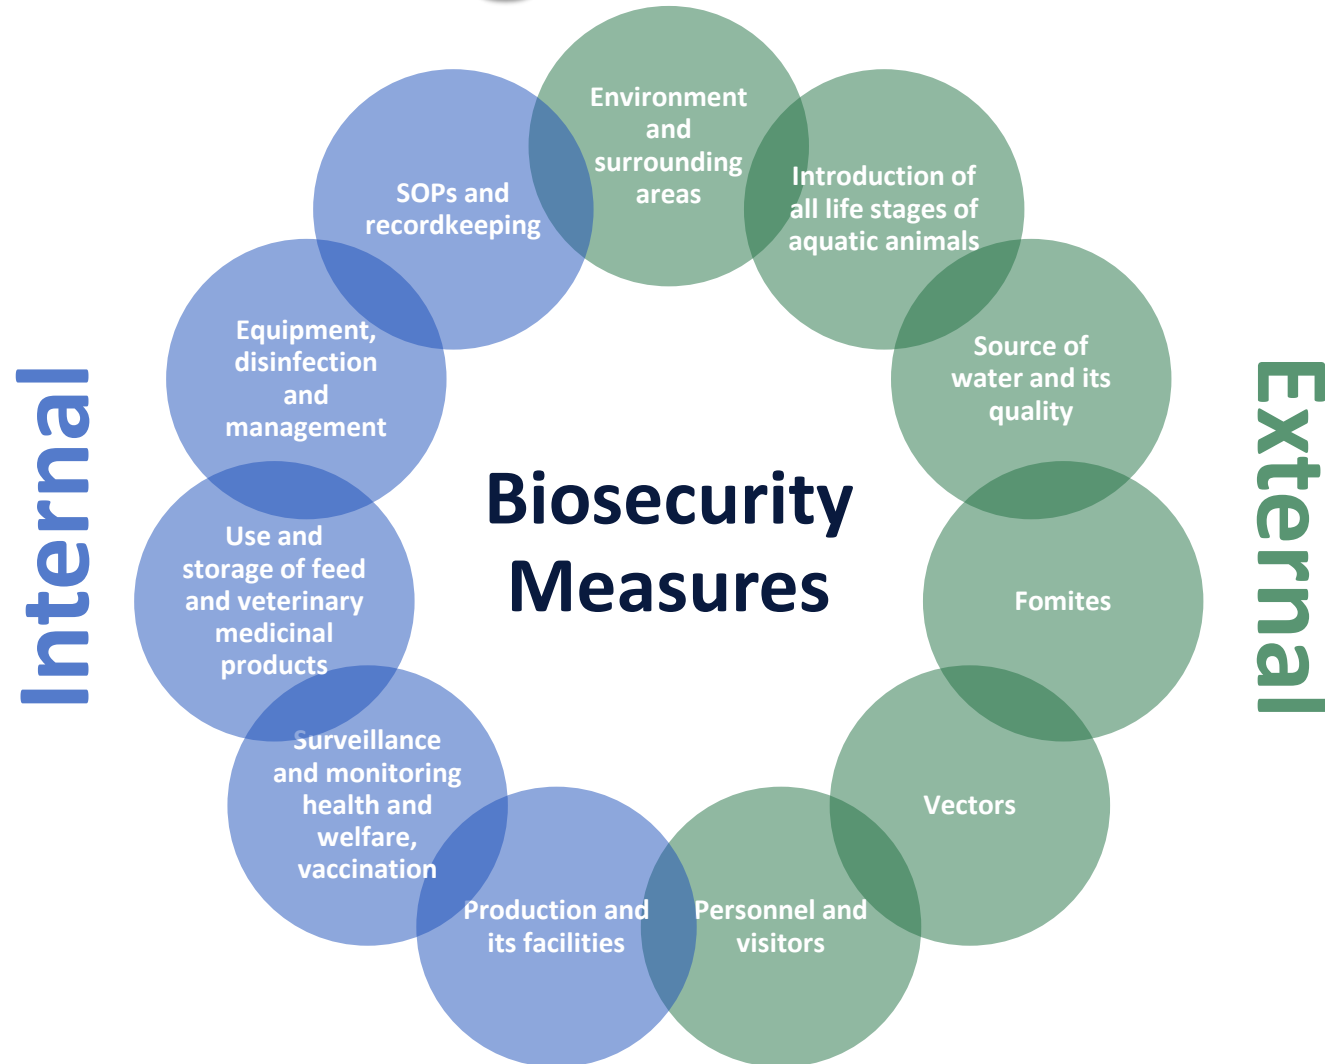 Environment
and
surrounding
areas
Introduction of
all life stages of
aquatic animals
Source of
water and its
quality
Fomites
Vectors
Personnel and
visitors
Production and
its facilities
Surveillance
and monitoring
health and
welfare,
vaccination
Use and
storage of feed
and veterinary
medicinal
products
Equipment,
disinfection
and
management
SOPs and
recordkeeping
Biosecurity
Measures
Internal
External